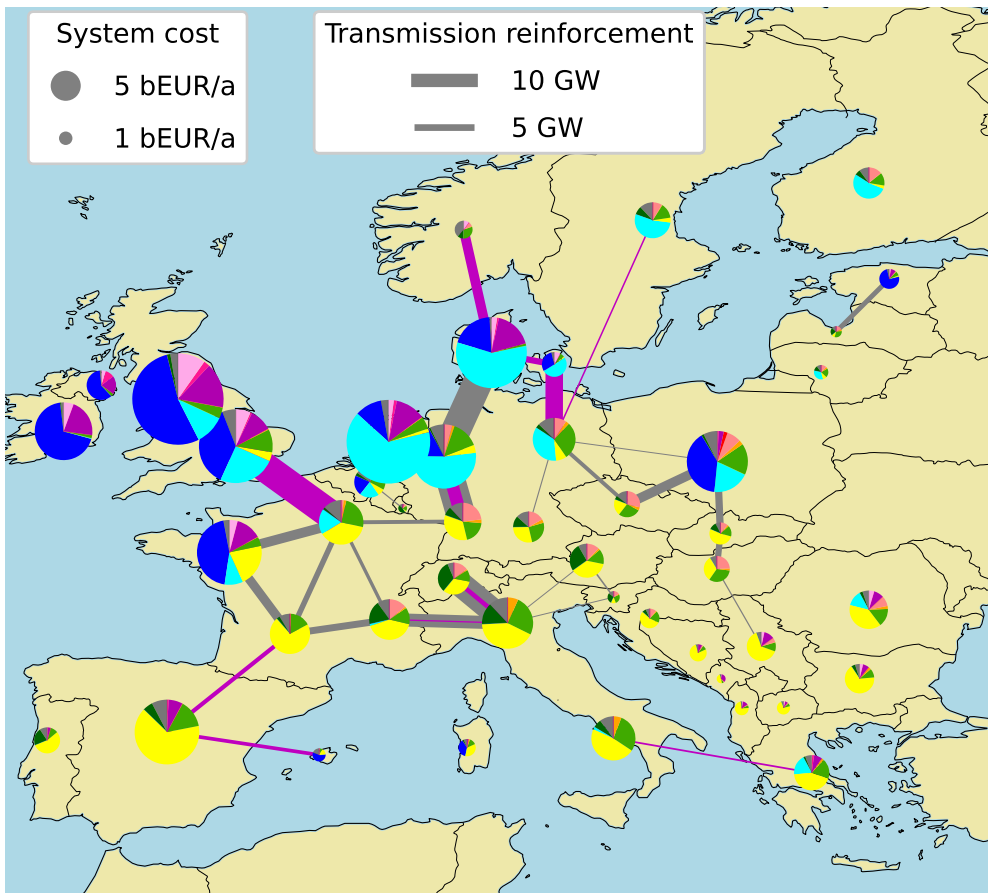 System cost
5 bEUR/a
1 bEUR/a
Transmission reinforcement
10 GW
5 GW